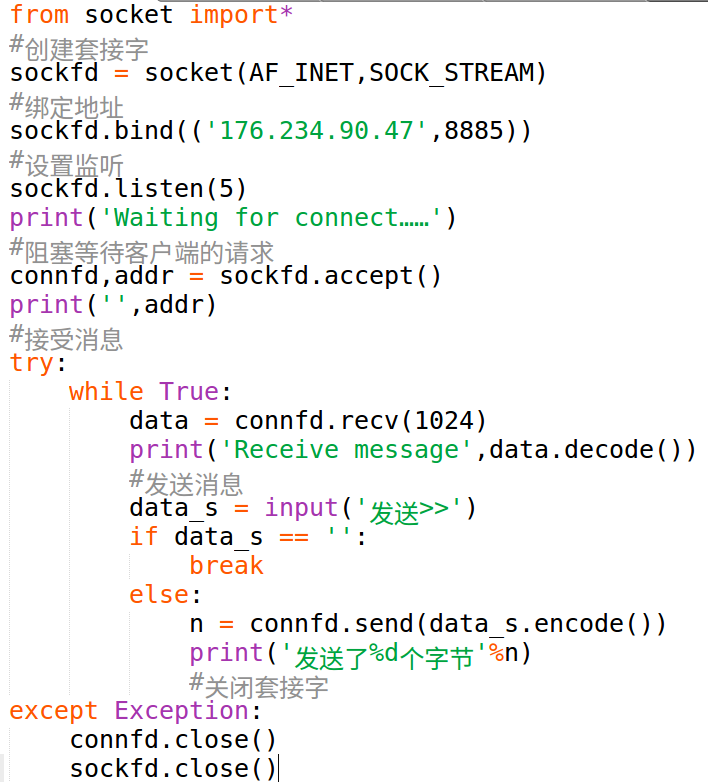 from socket import*
#创建套接字
sockfd = socket(AF_INET,SOCK_STREAM)
#绑定地址
sockfd.bind(('176.234.90.47',8885))
#设置监听
sockfd.listen(5)
print('Waiting for connect……')
#阻塞等待客户端的请求
connfd,addr = sockfd.accept()
print('',addr)
#接受消息
try:
    while True:
        data = connfd.recv(1024)
        print('Receive message',data.decode())
        #发送消息
        data_s = input('发送>>')
        if data_s == '':
            break
        else:
            n = connfd.send(data_s.encode())
            print('发送了%d个字节'%n)
            #关闭套接字
except Exception:
    connfd.close()
    sockfd.close()